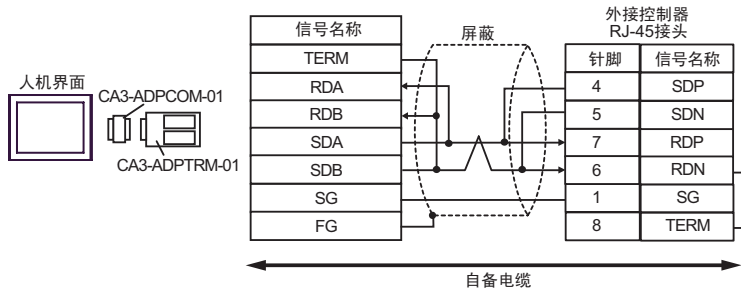 人机界面
CA3-ADPCOM-01
CA3-ADPTRM-01
信号名称
TERM
RDA
RDB
SDA
SDB
SG
FG
屏蔽
外接控制器
RJ-45接头
针脚 信号名称
4 SDP
5 SDN
7 RDP
6 RDN
1 SG
8 TERM
自备电缆